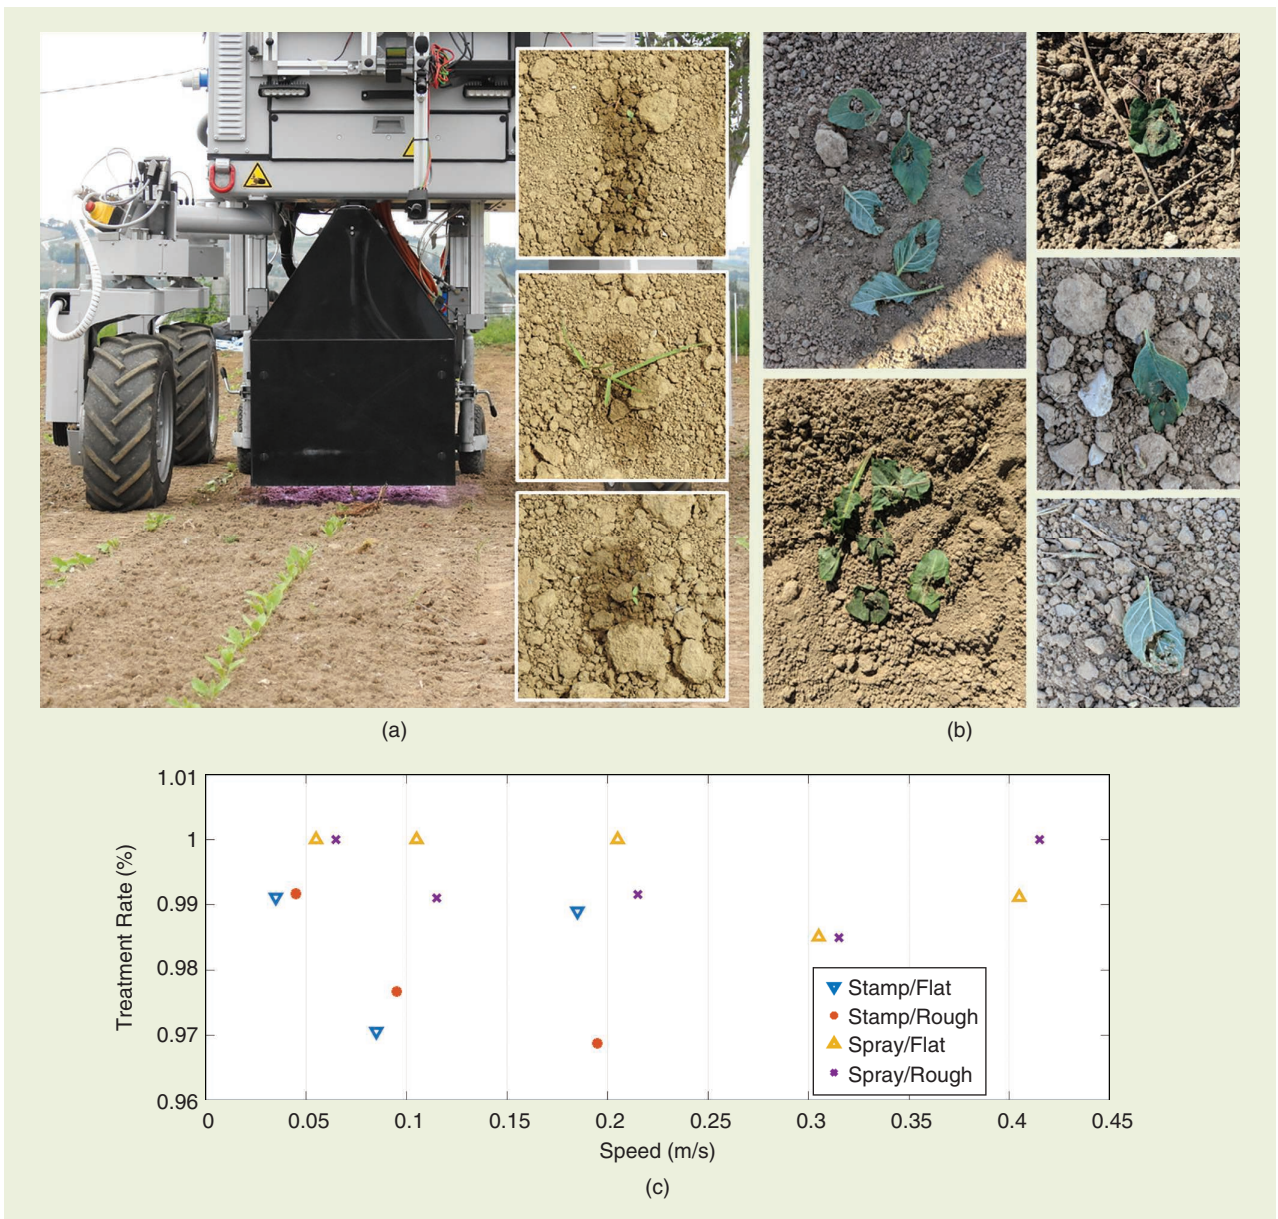 (a)
(b)
1.01
1
0.99
0.98
0.97
0.96
Treatment Rate (%)
Stamp/Flat
Stamp/Rough
Spray/Flat
Spray/Rough
0
0.05
0.1
0.15
0.2
0.25
0.3
0.35
0.4
0.45
Speed (m/s)
(c)